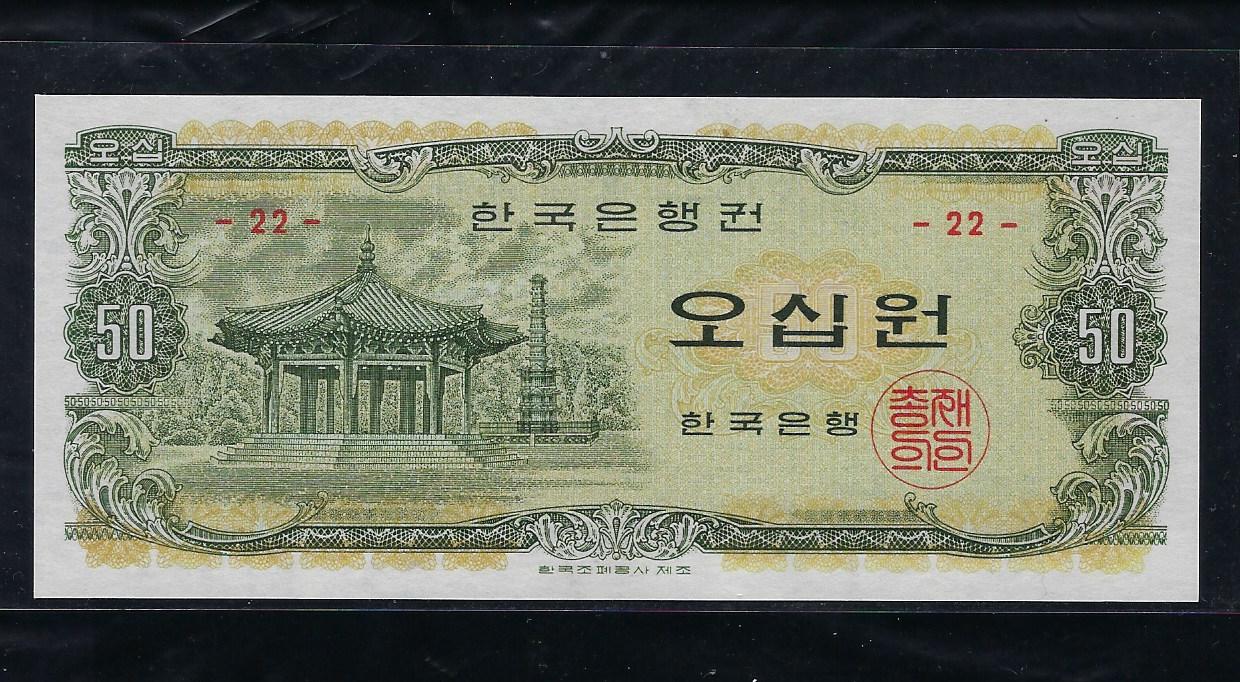 오십 오십
- 22 - 한국은행권 - 22 -
50 오십원 50
한국은행 총재의인
한국조폐공사 제조